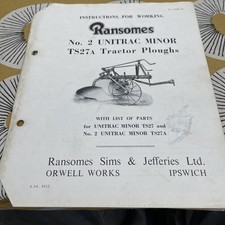 INSTRUCTIONS FOR WORKING
Ransomes
No. 2 UNITRAC MINOR
TS27A Tractor Ploughs
WITH LIST OF PARTS
for UNITRAC MINOR TS27 and
No. 2 UNITRAC MINOR TS27A
Ransomes Sims & Jefferies Ltd.
ORWELL WORKS IPSWICH